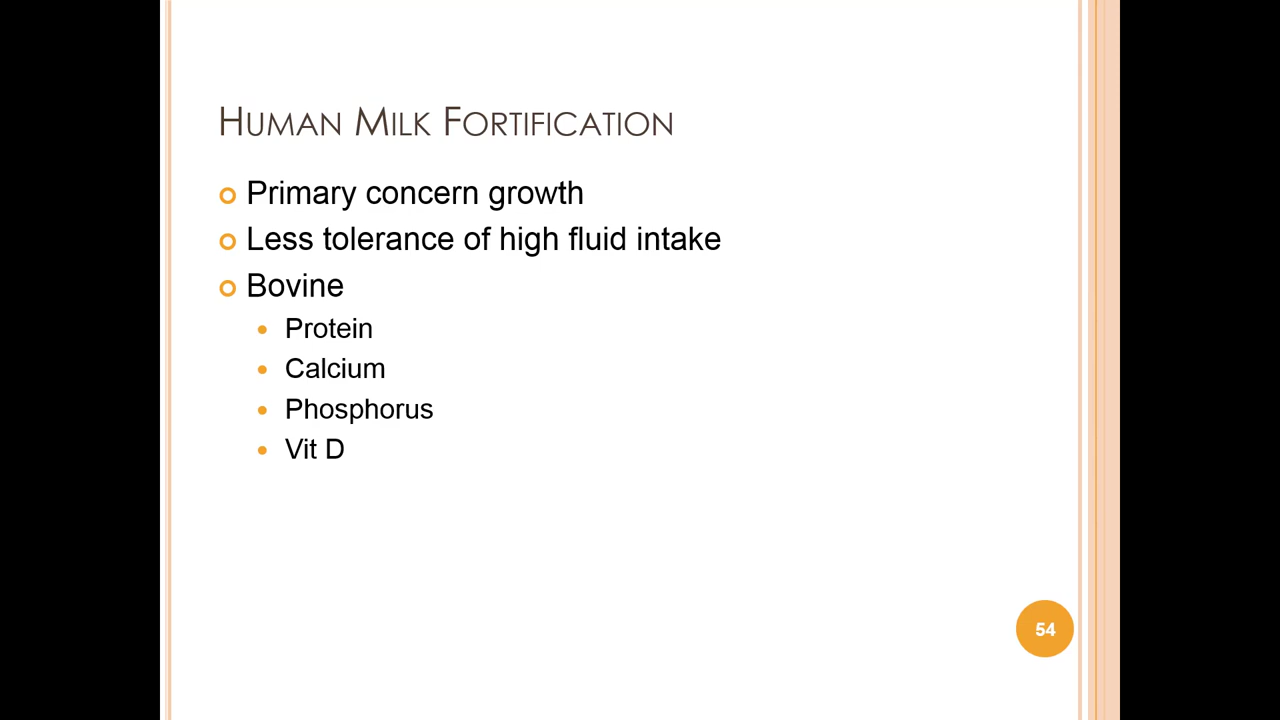 Human Milk Fortification
Primary concern growth
Less tolerance of high fluid intake
Bovine
Protein
Calcium
Phosphorus
Vit D
54